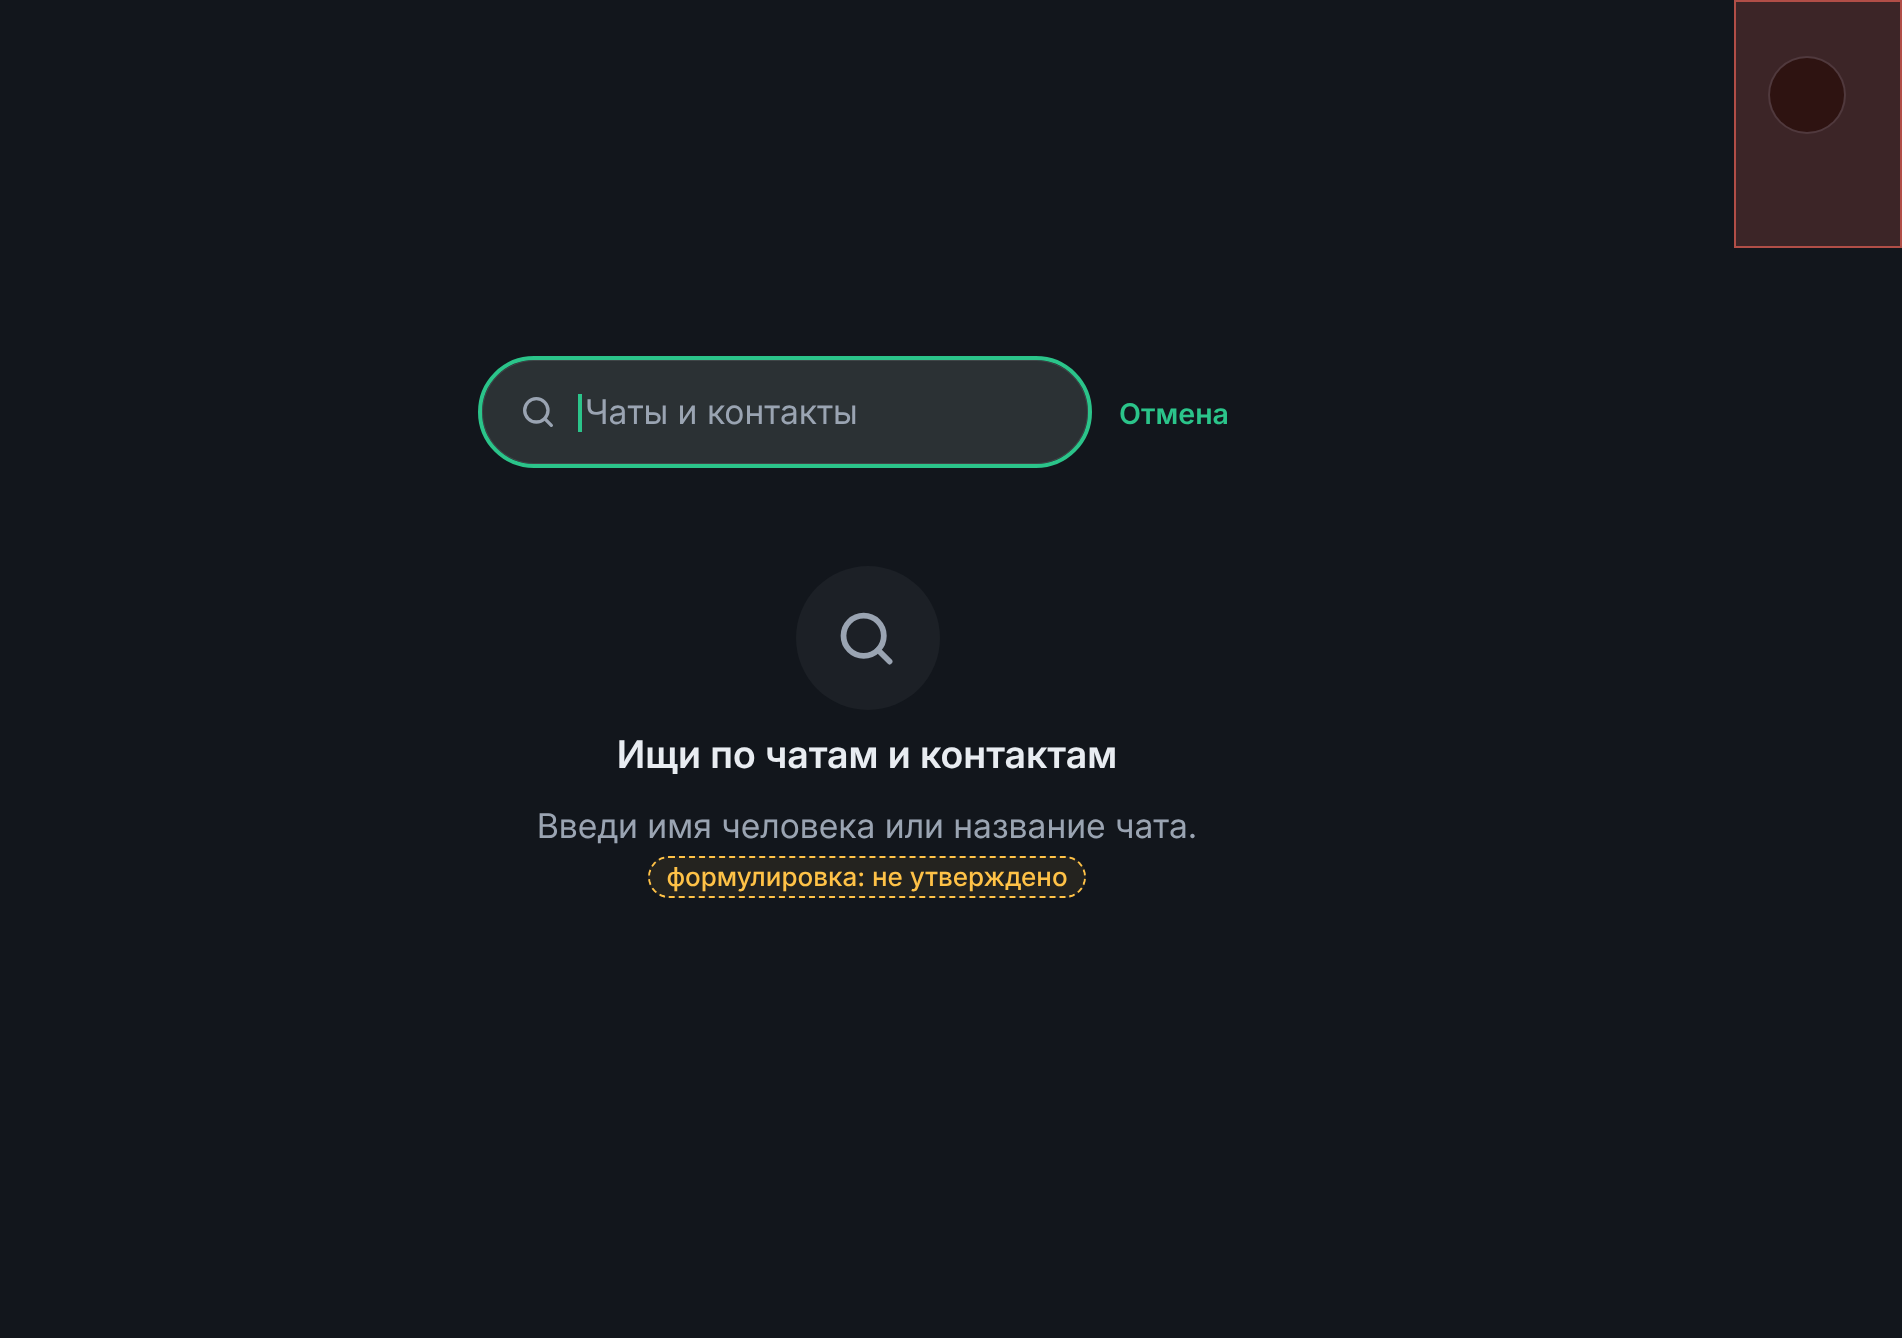 Чаты и контакты
Отмена
Ищи по чатам и контактам
Введи имя человека или название чата.
формулировка: не утверждено